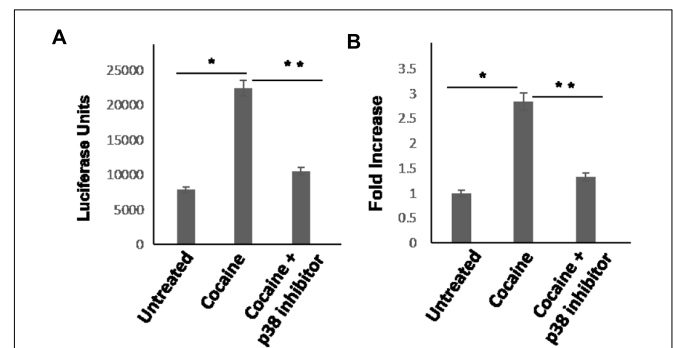 A
Luciferase Units
25000
20000
15000
10000
5000
0
*
* *
Untreated
Cocaine
Cocaine +
p38 inhibitor
B
Fold Increase
3.5
3
2.5
2
1.5
1
0.5
0
*
* *
Untreated
Cocaine
Cocaine +
p38 inhibitor